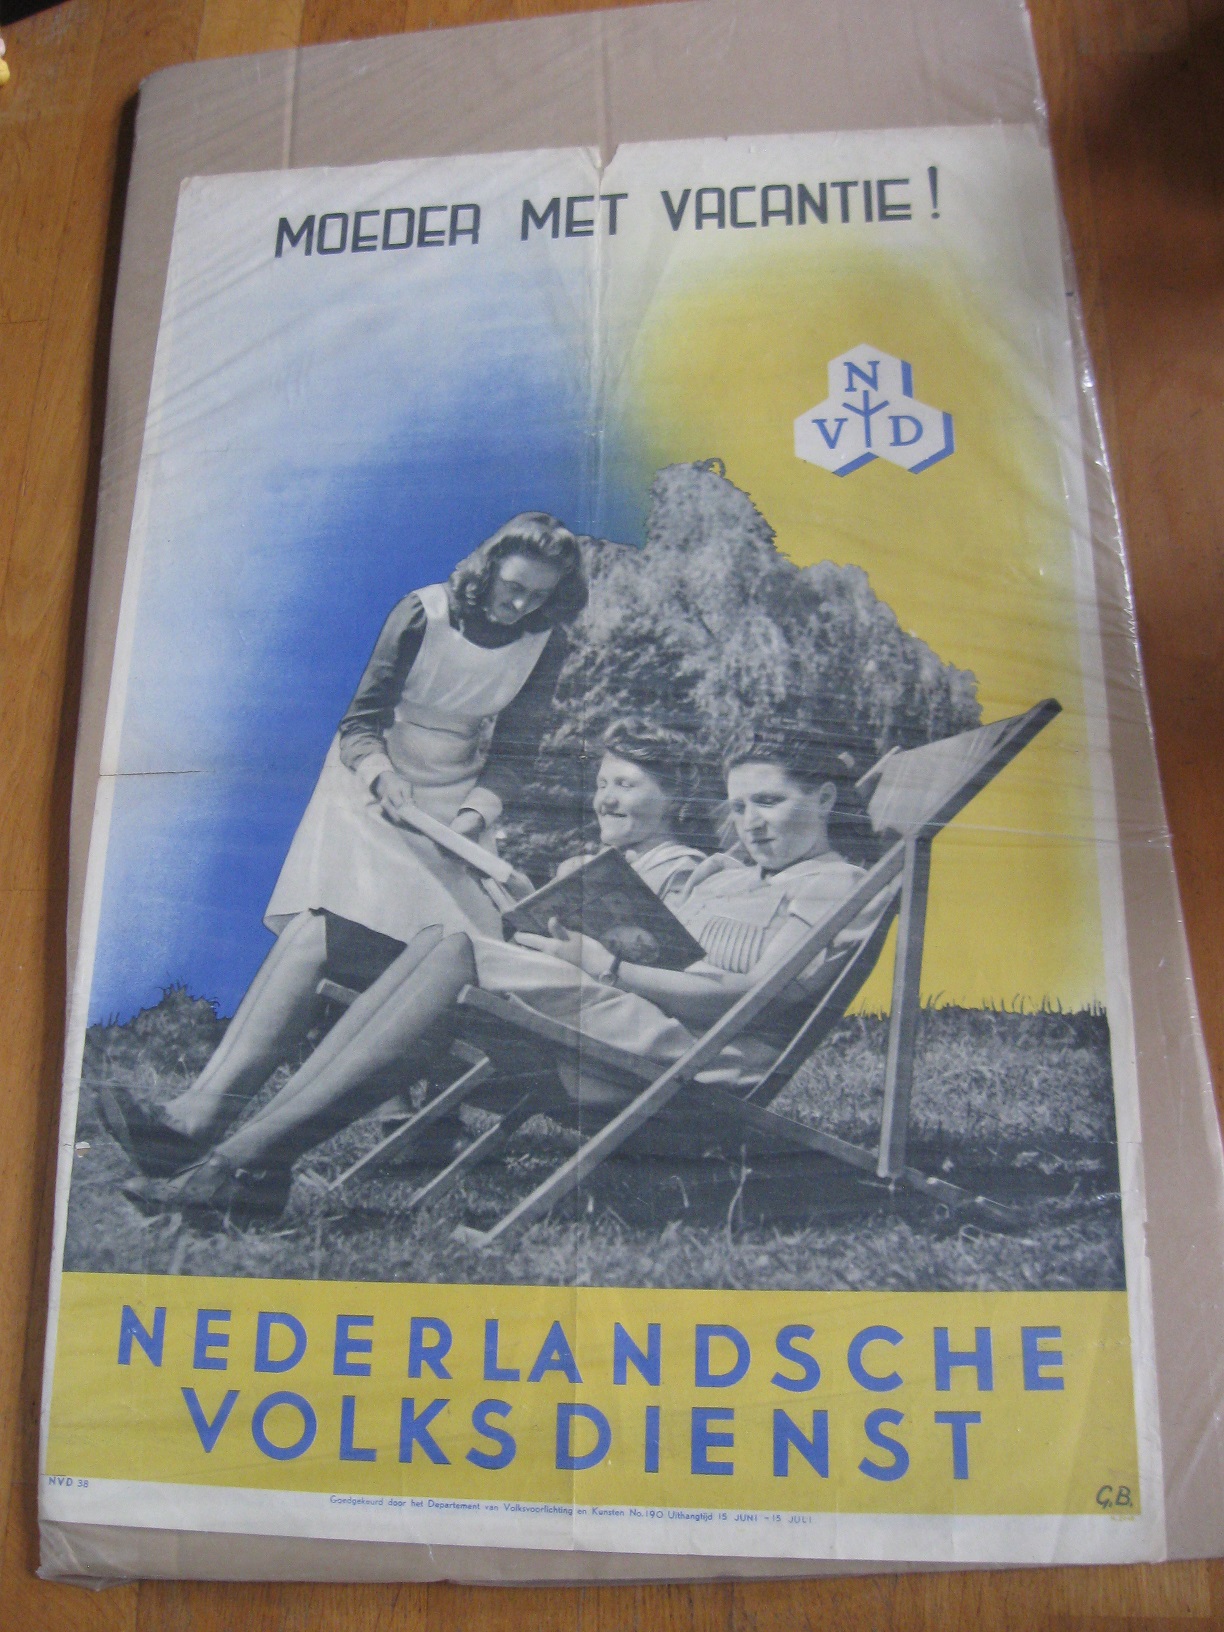 MOEDER MET VACANTIE!
N
V D
NEDERLANDSCHE
VOLKSDIENST
NVD 38
Goedgekeurd door het Departement van Volksvoorlichting en Kunsten No. 190 Uithangtijd 15 JUNI - 15 JULI
G.B.